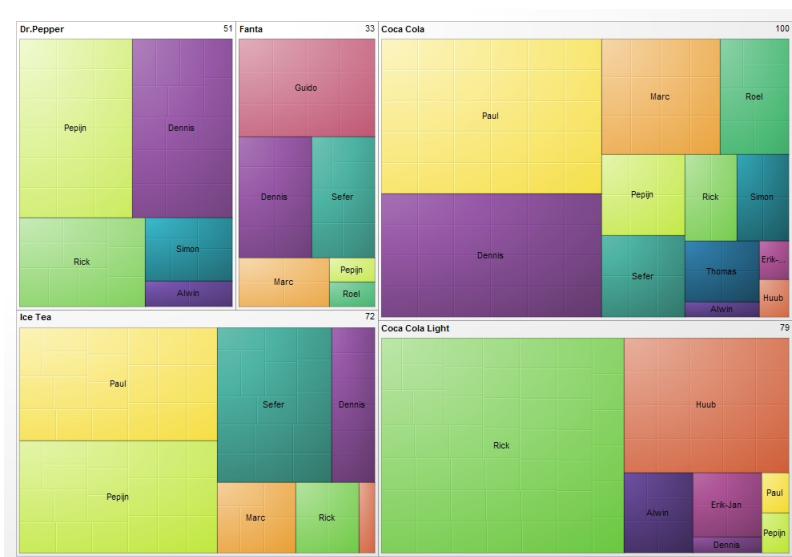 Dr.Pepper 51
Pepijn
Dennis
Rick
Simon
Alwin
Fanta 33
Guido
Dennis
Sefer
Marc
Pepijn
Roel
Coca Cola 100
Paul
Marc
Roel
Dennis
Pepijn
Rick
Simon
Sefer
Thomas
Erik-...
Alwin
Huub
Ice Tea 72
Paul
Sefer
Dennis
Pepijn
Marc
Rick
Coca Cola Light 79
Rick
Huub
Alwin
Erik-Jan
Paul
Dennis
Pepijn